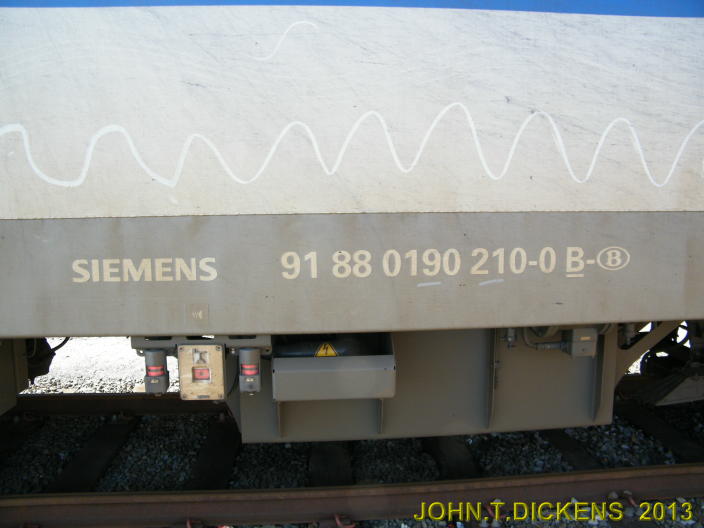 SIEMENS 91 88 0190 210-0 B-Ⓑ
JOHN.T.DICKENS 2013